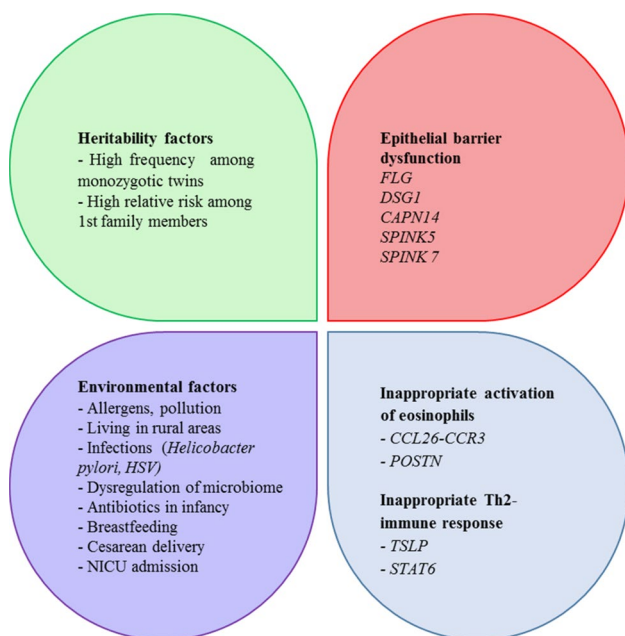 Heritability factors
- High frequency among
monozygotic twins
- High relative risk among
1st family members
Epithelial barrier
dysfunction
FLG
DSG1
CAPN14
SPINK5
SPINK 7
Environmental factors
- Allergens, pollution
- Living in rural areas
- Infections (Helicobacter
pylori, HSV)
- Dysregulation of microbiome
- Antibiotics in infancy
- Breastfeeding
- Cesarean delivery
- NICU admission
Inappropriate activation
of eosinophils
- CCL26-CCR3
- POSTN
Inappropriate Th2-
immune response
- TSLP
- STAT6